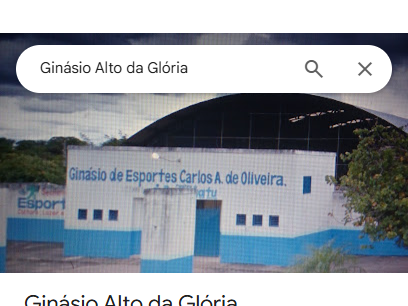 Ginásio Alto da Glória
Ginásio de Esportes Carlos A. de Oliveira.
Esport
Ginásio Alto da Glória